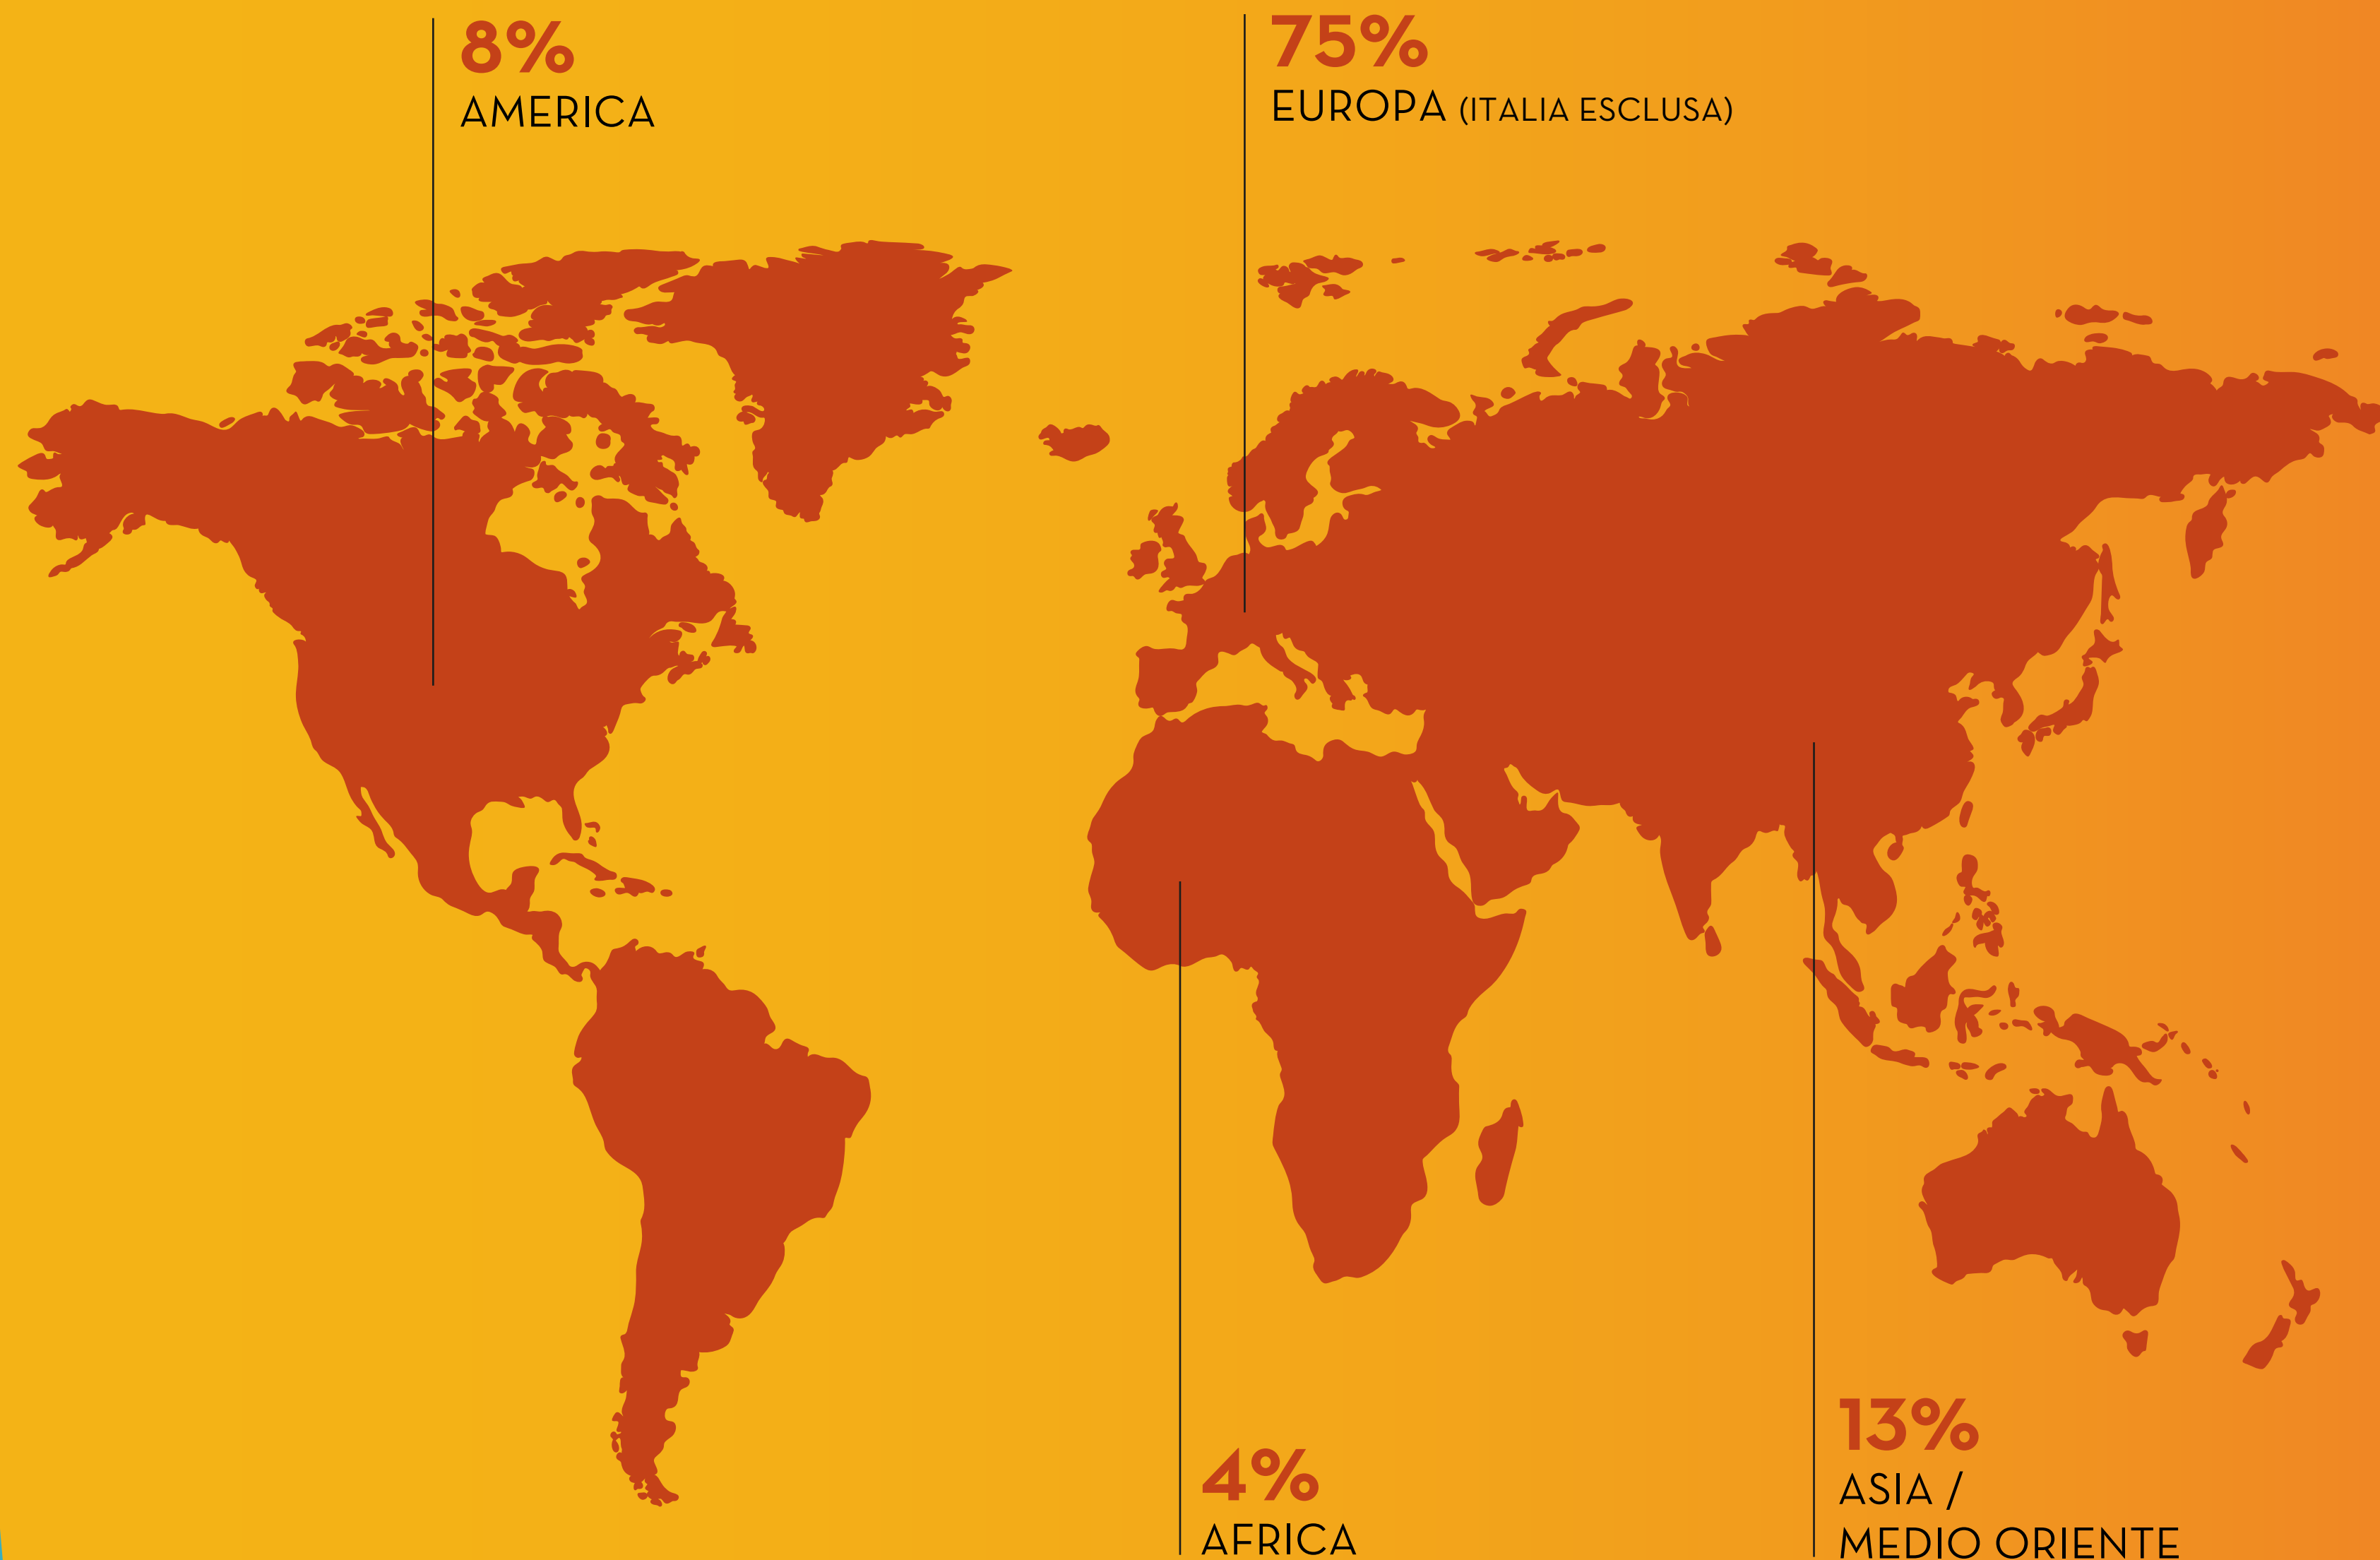 8%
AMERICA
75%
EUROPA (ITALIA ESCLUSA)
4%
AFRICA
13%
ASIA /
MEDIO ORIENTE